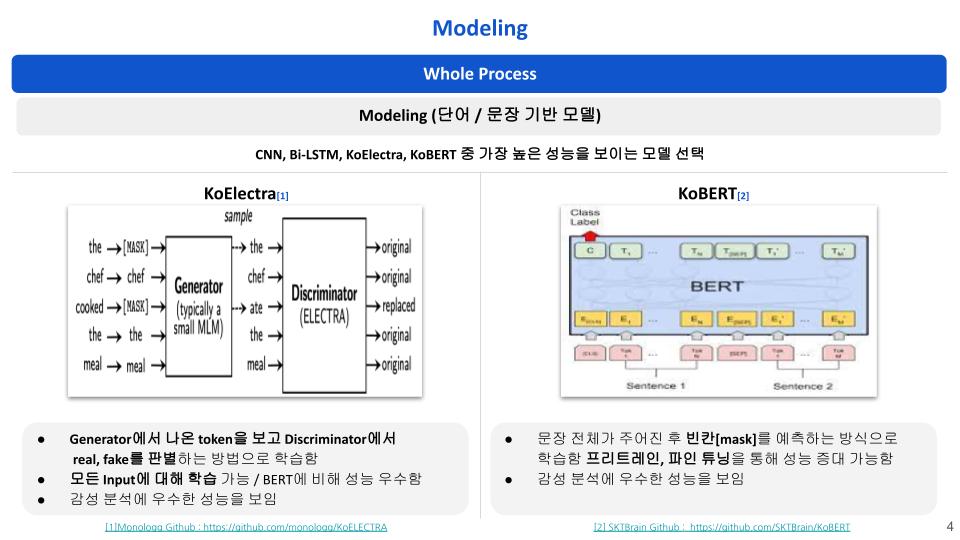 Modeling
Whole Process
Modeling (단어 / 문장 기반 모델)
CNN, Bi-LSTM, KoElectra, KoBERT 중 가장 높은 성능을 보이는 모델 선택
KoElectra[1]
sample
the [MASK] the original
chef chef chef original
cooked [MASK] ate replaced
the the the original
meal meal meal original
Generator
(typically a
small MLM)
Discriminator
(ELECTRA)
● Generator에서 나온 token을 보고 Discriminator에서
real, fake를 판별하는 방법으로 학습함
● 모든 Input에 대해 학습 가능 / BERT에 비해 성능 우수함
● 감성 분석에 우수한 성능을 보임
[1]Monologg Github : https://github.com/monologg/KoELECTRA
KoBERT[2]
Class
Label
C T1 ... TN T[SEP] T1' ... TM'
BERT
E[CLS] E1 ... EN E[SEP] E1' ... EM'
[CLS] Tok 1 ... Tok N [SEP] Tok 1 ... Tok M
Sentence 1 Sentence 2
● 문장 전체가 주어진 후 빈칸[mask]를 예측하는 방식으로
학습함 프리트레인, 파인 튜닝을 통해 성능 증대 가능함
● 감성 분석에 우수한 성능을 보임
[2] SKTBrain Github : https://github.com/SKTBrain/KoBERT
4